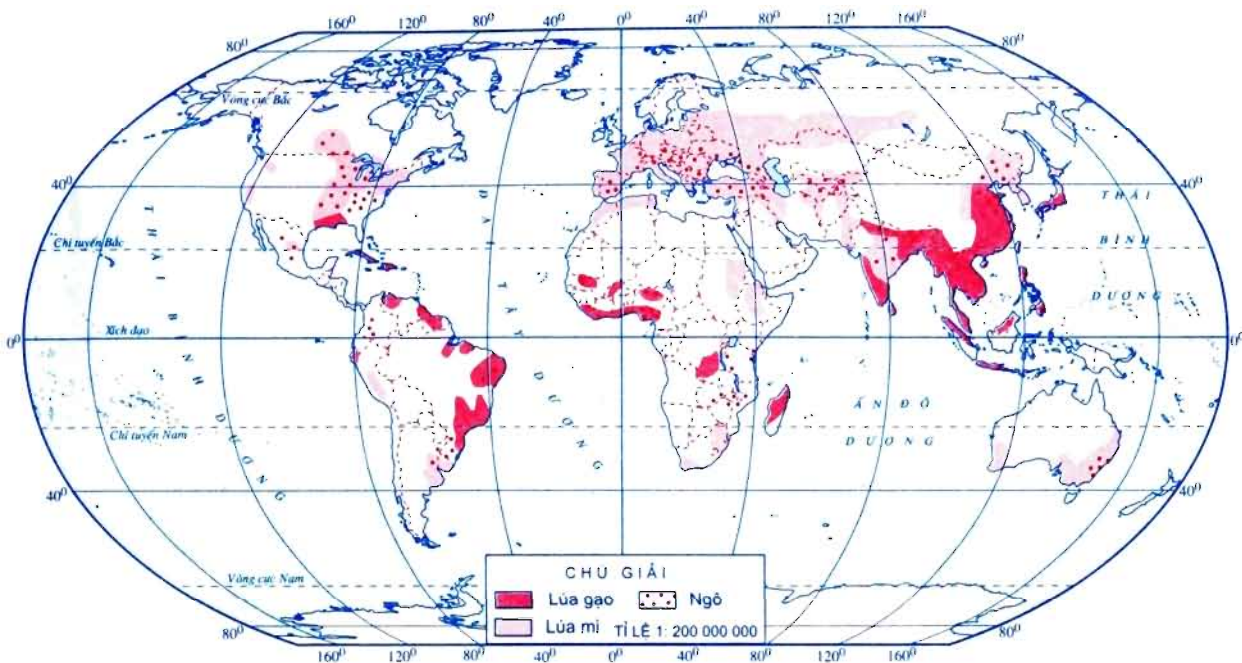 160⁰ 120⁰ 80⁰ 40⁰ 0⁰ 40⁰ 80⁰ 120⁰ 160⁰
80⁰ 80⁰
Vòng cực Bắc
40⁰ 40⁰
THÁI
BÌNH
DƯƠNG
ĐẠI TÂY DƯƠNG
THÁI BÌNH DƯƠNG
Chí tuyến Bắc
Xích đạo
0⁰ 0⁰
ẤN ĐỘ
DƯƠNG
Chí tuyến Nam
40⁰ 40⁰
Vòng cực Nam
CHÚ GIẢI
Lúa gạo Ngô
Lúa mì TỈ LỆ 1: 200 000 000
80⁰ 80⁰
160⁰ 120⁰ 80⁰ 40⁰ 0⁰ 40⁰ 80⁰ 120⁰ 160⁰